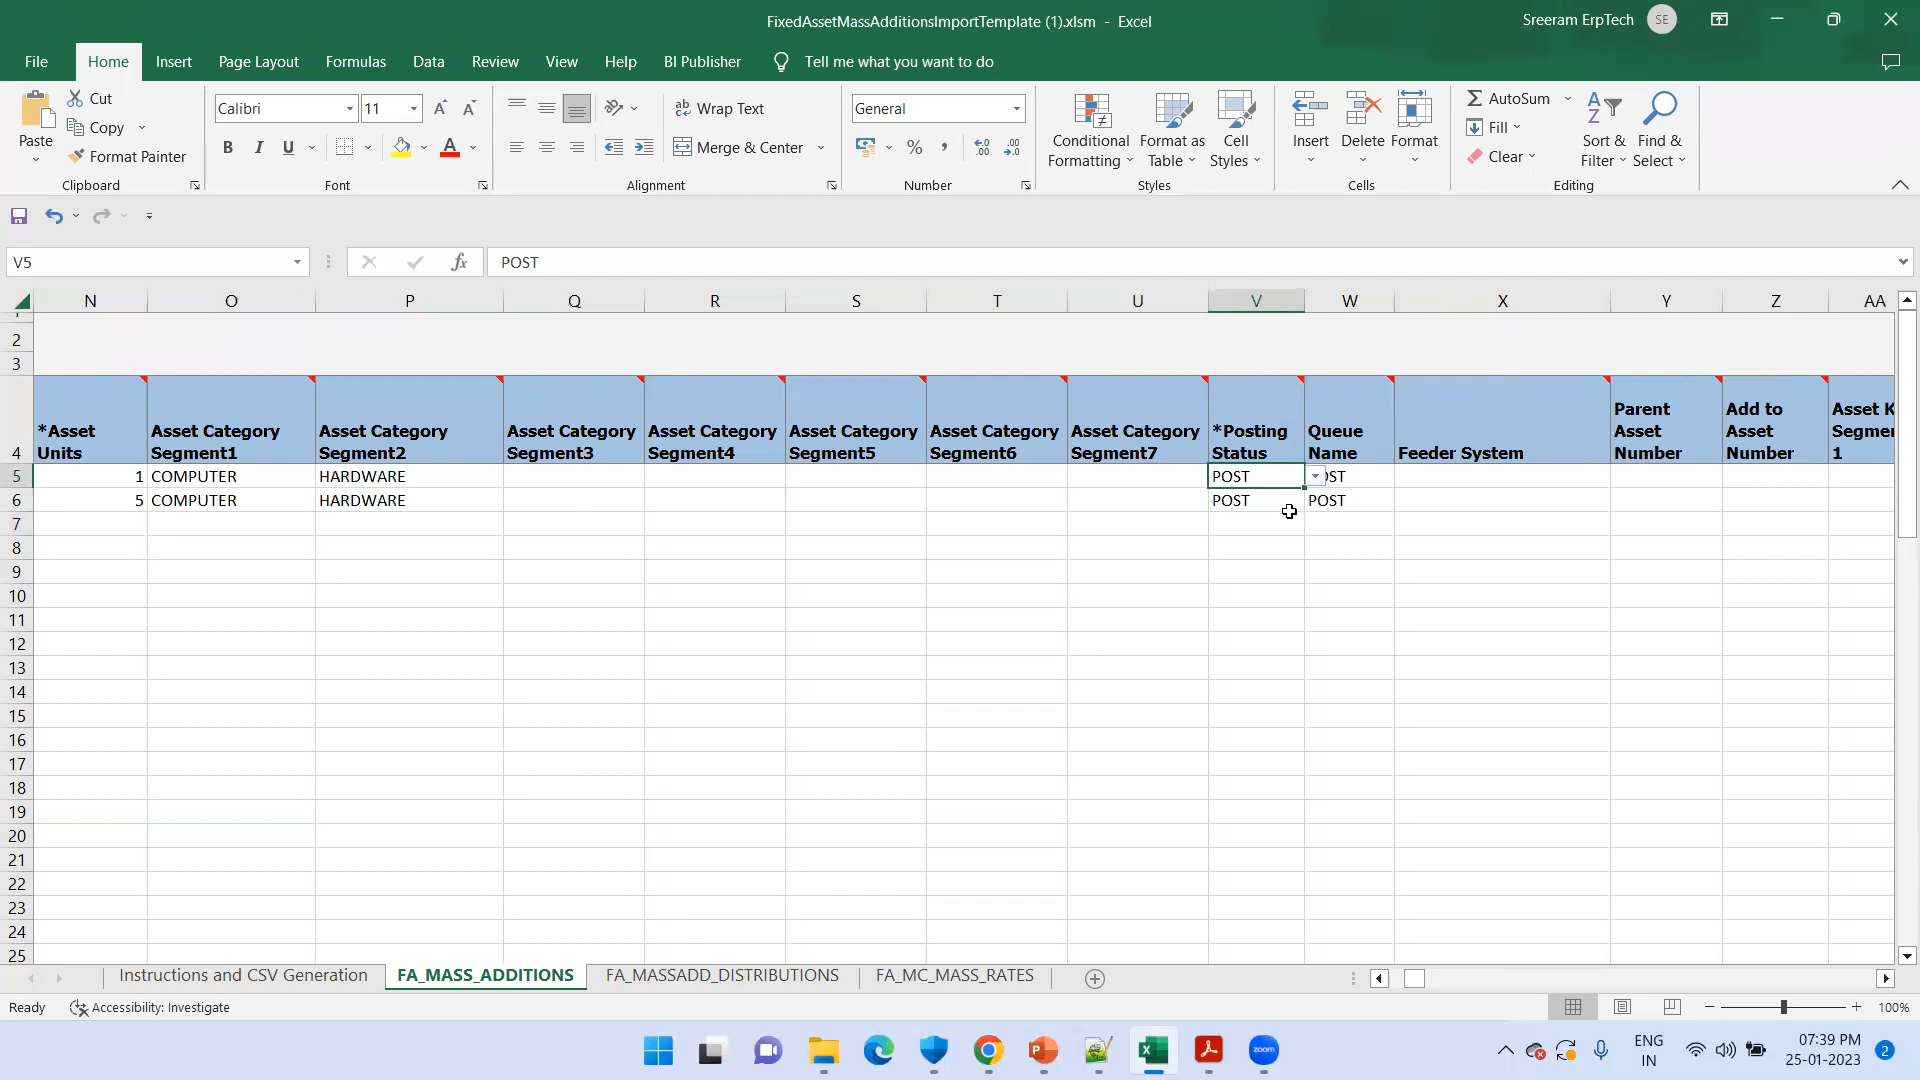 FixedAssetMassAdditionsImportTemplate (1).xlsm - Excel
Sreeram ErpTech
SE
File Home Insert Page Layout Formulas Data Review View Help BI Publisher Tell me what you want to do
Paste
Cut
Copy
Format Painter
Clipboard
Calibri 11
B I U
Font
Wrap Text
Merge & Center
Alignment
General
Number
Conditional Formatting
Format as Table
Cell Styles
Styles
Insert Delete Format
Cells
AutoSum
Fill
Clear
Sort & Filter
Find & Select
Editing
V5
fx
POST
N O P Q R S T U V W X Y Z AA
2
3
4 *Asset Units Asset Category Segment1 Asset Category Segment2 Asset Category Segment3 Asset Category Segment4 Asset Category Segment5 Asset Category Segment6 Asset Category Segment7 *Posting Status Queue Name Feeder System Parent Asset Number Add to Asset Number Asset K Segmen 1
5 1 COMPUTER HARDWARE POST OST
6 5 COMPUTER HARDWARE POST POST
7
8
9
10
11
12
13
14
15
16
17
18
19
20
21
22
23
24
25
Instructions and CSV Generation FA_MASS_ADDITIONS FA_MASSADD_DISTRIBUTIONS FA_MC_MASS_RATES
Ready Accessibility: Investigate
100%
zoom
ENG
IN
07:39 PM
25-01-2023
2